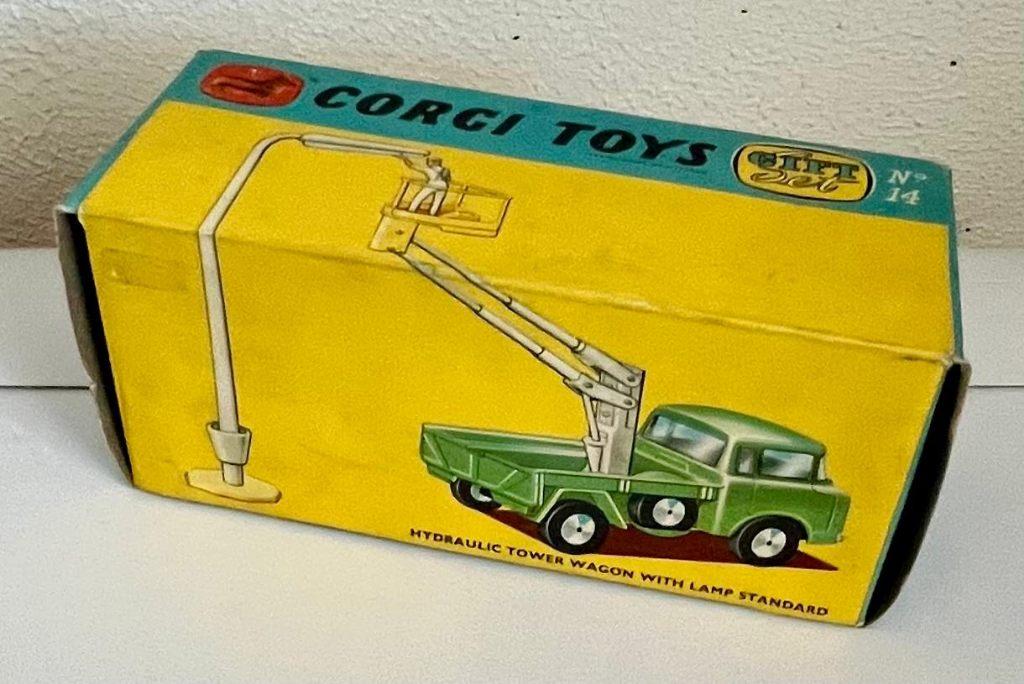 CORGI TOYS
GIFT
Set
Nº
14
HYDRAULIC TOWER WAGON WITH LAMP STANDARD